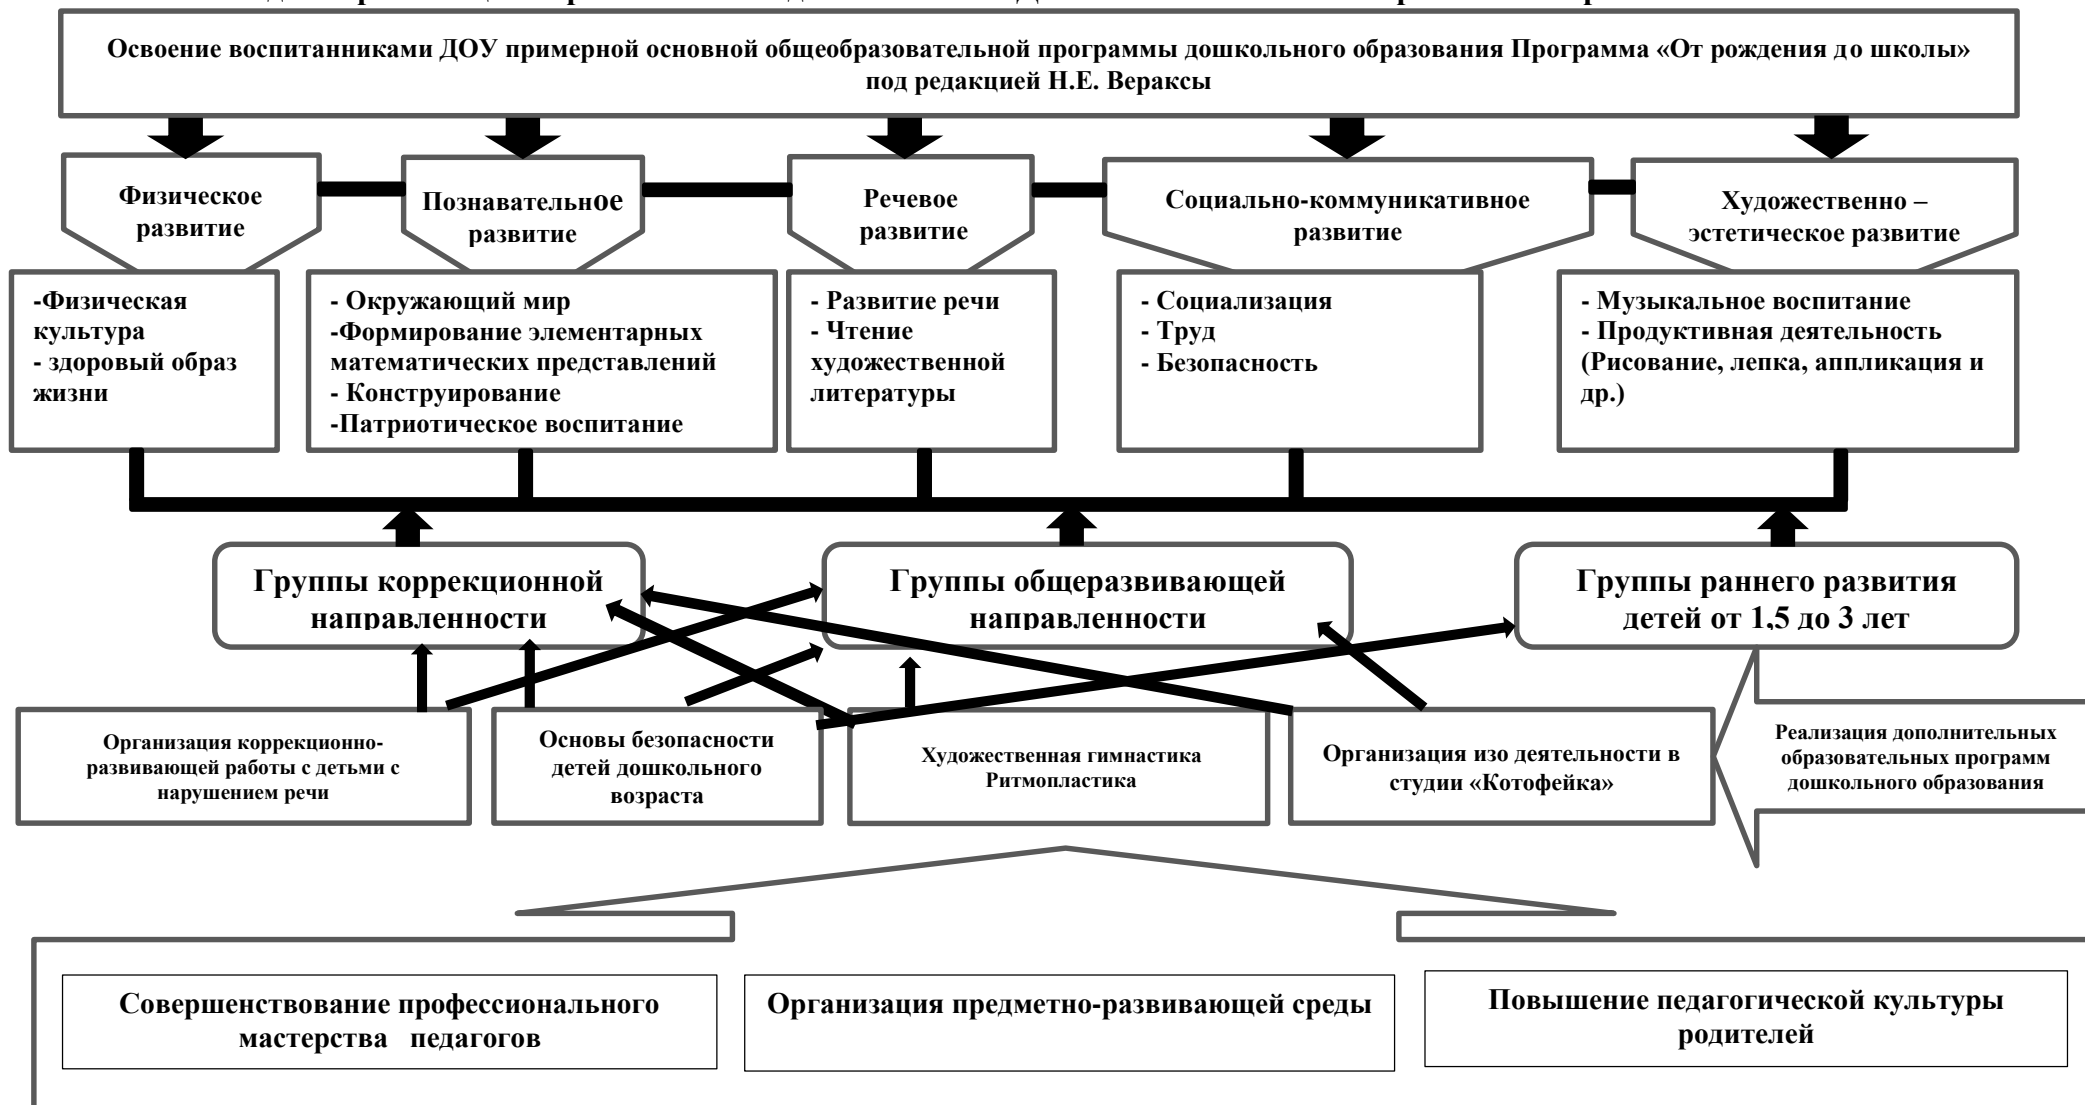 Освоение воспитанниками ДОУ примерной основной общеобразовательной программы дошкольного образования Программа «От рождения до школы»
под редакцией Н.Е. Вераксы
Физическое
развитие
Познавательное
развитие
Речевое
развитие
Социально-коммуникативное
развитие
Художественно –
эстетическое развитие
-Физическая
культура
- здоровый образ
жизни
- Окружающий мир
-Формирование элементарных
математических представлений
- Конструирование
-Патриотическое воспитание
- Развитие речи
- Чтение
художественной
литературы
- Социализация
- Труд
- Безопасность
- Музыкальное воспитание
- Продуктивная деятельность
(Рисование, лепка, аппликация и
др.)
Группы коррекционной
направленности
Группы общеразвивающей
направленности
Группы раннего развития
детей от 1,5 до 3 лет
Организация коррекционно-
развивающей работы с детьми с
нарушением речи
Основы безопасности
детей дошкольного
возраста
Художественная гимнастика
Ритмопластика
Организация изо деятельности в
студии «Котофейка»
Реализация дополнительных
образовательных программ
дошкольного образования
Совершенствование профессионального
мастерства педагогов
Организация предметно-развивающей среды
Повышение педагогической культуры
родителей